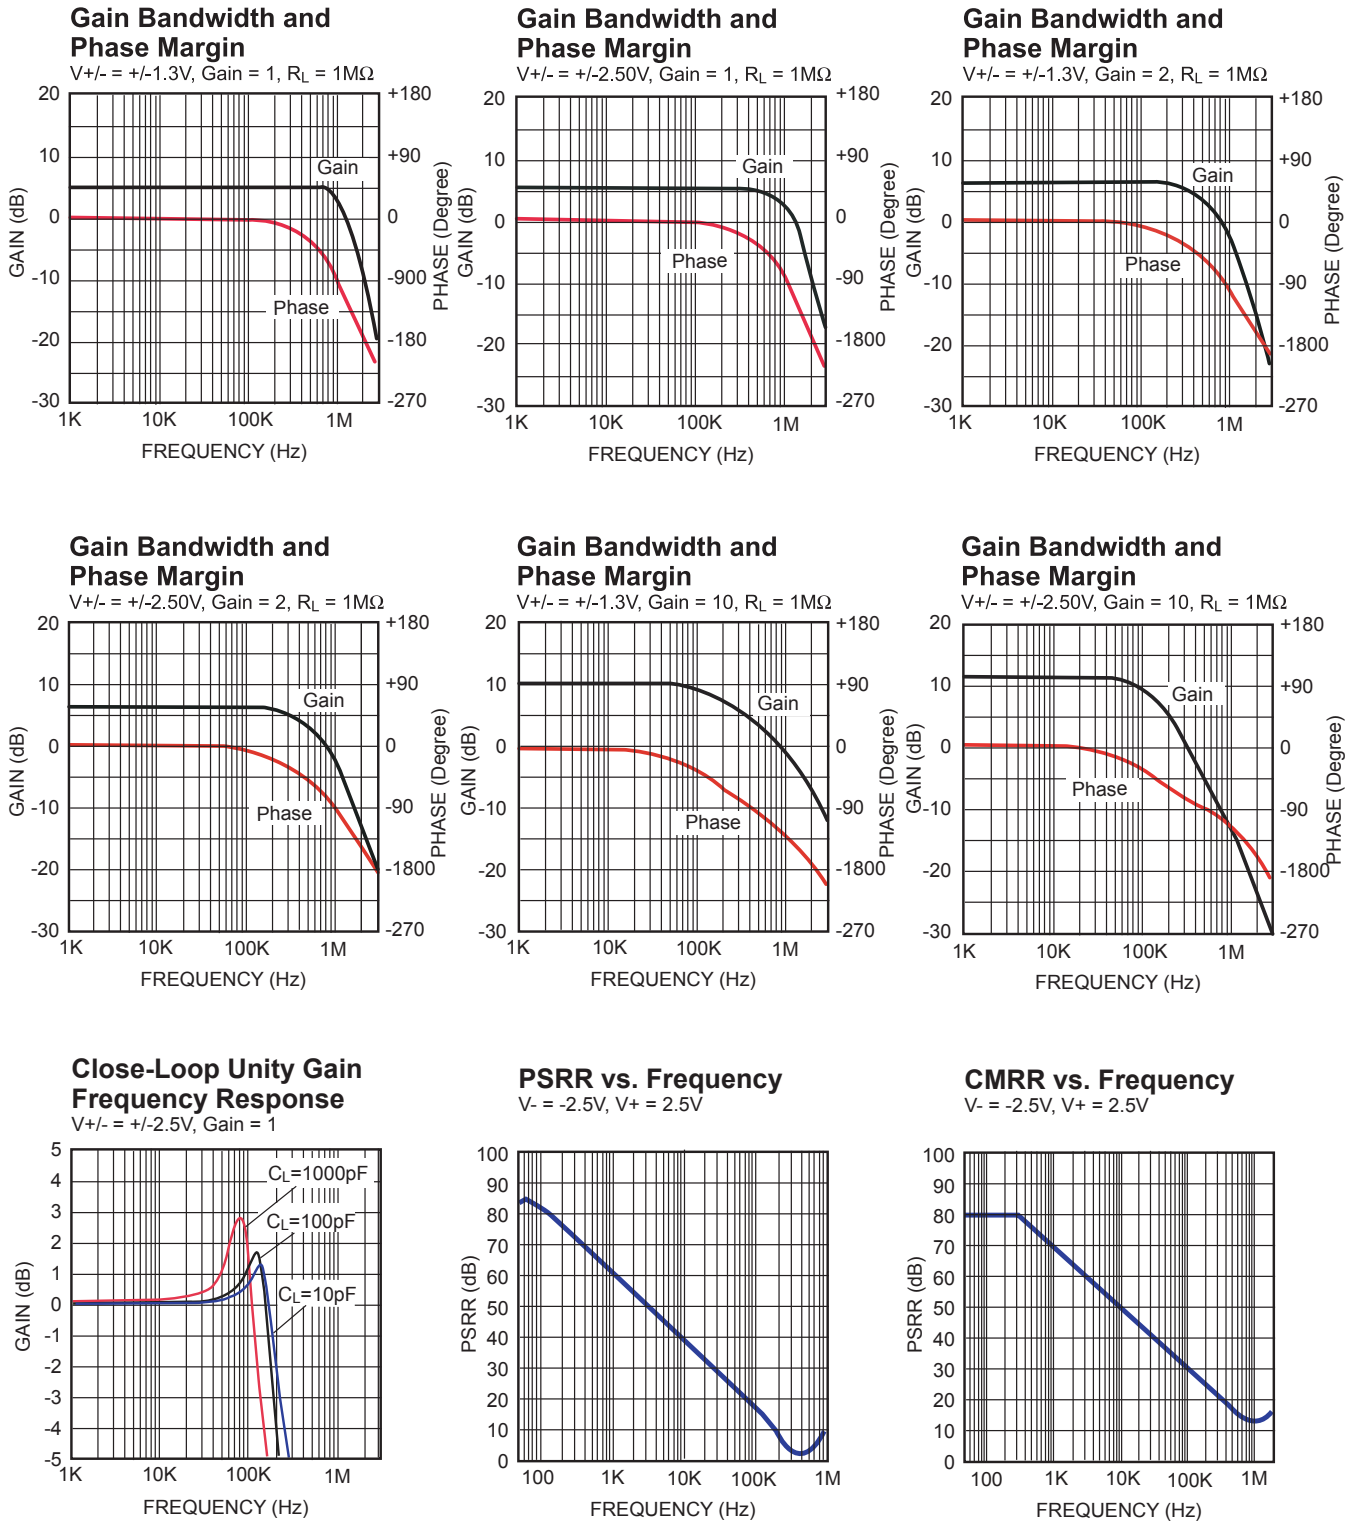 Gain Bandwidth and
Phase Margin
V+/- = +/-1.3V, Gain = 1, RL = 1MΩ
20
10
0
-10
-20
-30
GAIN (dB)
+180
+90
0
-900
-180
-270
PHASE (Degree)
Gain
Phase
1K
10K
100K
1M
FREQUENCY (Hz)
Gain Bandwidth and
Phase Margin
V+/- = +/-2.50V, Gain = 1, RL = 1MΩ
20
10
0
-10
-20
-30
GAIN (dB)
+180
+90
0
-90
-1800
-270
PHASE (Degree)
Gain
Phase
1K
10K
100K
1M
FREQUENCY (Hz)
Gain Bandwidth and
Phase Margin
V+/- = +/-1.3V, Gain = 2, RL = 1MΩ
20
10
0
-10
-20
-30
GAIN (dB)
+180
+90
0
-90
-1800
-270
PHASE (Degree)
Gain
Phase
1K
10K
100K
1M
FREQUENCY (Hz)
Gain Bandwidth and
Phase Margin
V+/- = +/-2.50V, Gain = 2, RL = 1MΩ
20
10
0
-10
-20
-30
GAIN (dB)
+180
+90
0
-90
-1800
-270
PHASE (Degree)
Gain
Phase
1K
10K
100K
1M
FREQUENCY (Hz)
Gain Bandwidth and
Phase Margin
V+/- = +/-1.3V, Gain = 10, RL = 1MΩ
20
10
0
-10
-20
-30
GAIN (dB)
+180
+90
0
-90
-1800
-270
PHASE (Degree)
Gain
Phase
1K
10K
100K
1M
FREQUENCY (Hz)
Gain Bandwidth and
Phase Margin
V+/- = +/-2.50V, Gain = 10, RL = 1MΩ
20
10
0
-10
-20
-30
GAIN (dB)
+180
+90
0
-90
-1800
-270
PHASE (Degree)
Gain
Phase
1K
10K
100K
1M
FREQUENCY (Hz)
Close-Loop Unity Gain
Frequency Response
V+/- = +/-2.5V, Gain = 1
5
4
3
2
1
0
-1
-2
-3
-4
-5
GAIN (dB)
CL=1000pF
CL=100pF
CL=10pF
1K
10K
100K
1M
FREQUENCY (Hz)
PSRR vs. Frequency
V- = -2.5V, V+ = 2.5V
100
90
80
70
60
50
40
30
20
10
0
PSRR (dB)
100
1K
10K
100K
1M
FREQUENCY (Hz)
CMRR vs. Frequency
V- = -2.5V, V+ = 2.5V
100
90
80
70
60
50
40
30
20
10
0
PSRR (dB)
100
1K
10K
100K
1M
FREQUENCY (Hz)